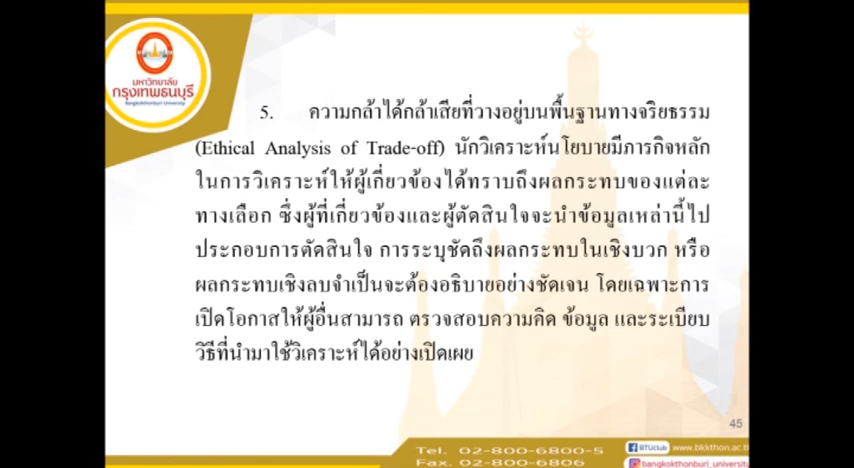 มหาวิทยาลัย
กรุงเทพธนบุรี
Bangkokthonburi University
5. ความกล้าได้กล้าเสียที่วางอยู่บนพื้นฐานทางจริยธรรม
(Ethical Analysis of Trade-off) นักวิเคราะห์นโยบายมีภารกิจหลัก
ในการวิเคราะห์ให้ผู้เกี่ยวข้องได้ทราบถึงผลกระทบของแต่ละ
ทางเลือก ซึ่งผู้ที่เกี่ยวข้องและผู้ตัดสินใจจะนำข้อมูลเหล่านี้ไป
ประกอบการตัดสินใจ การระบุชัดถึงผลกระทบในเชิงบวก หรือ
ผลกระทบเชิงลบจำเป็นจะต้องอธิบายอย่างชัดเจน โดยเฉพาะการ
เปิดโอกาสให้ผู้อื่นสามารถ ตรวจสอบความคิด ข้อมูล และระเบียบ
วิธีที่นำมาใช้วิเคราะห์ได้อย่างเปิดเผย
45
Tel. 02-800-6800-5
Fax. 02-800-6806
BTUclub www.bkkthon.ac.t
bangkokthonburi_university